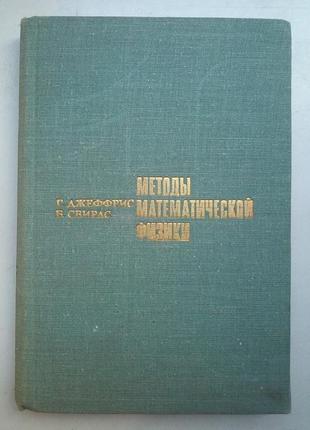 Г. ДЖЕФФРИС
Б. СВИРЛС
МЕТОДЫ
МАТЕМАТИЧЕСКОЙ
ФИЗИКИ